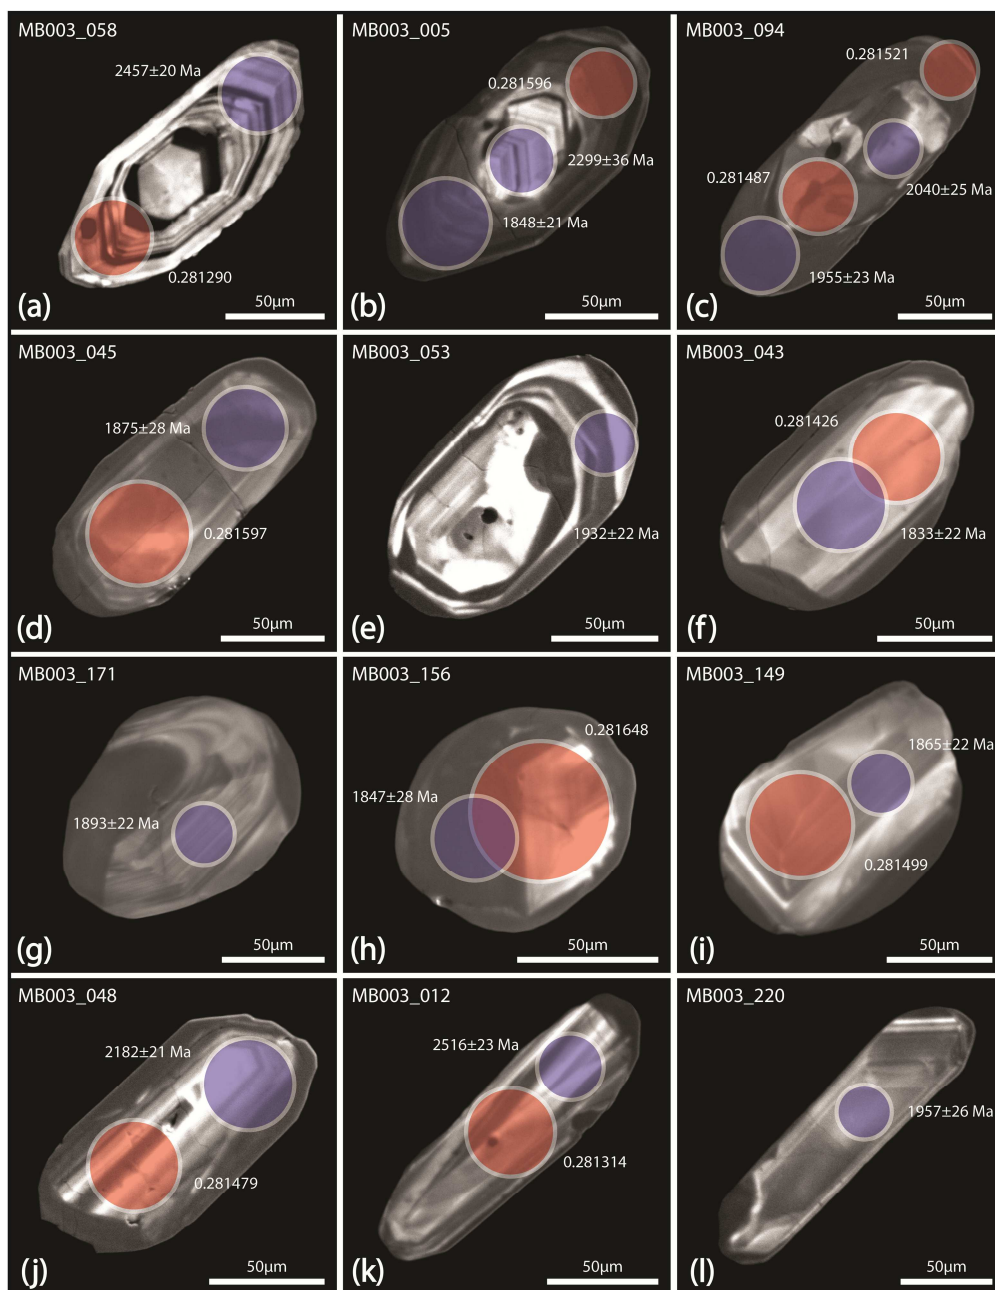 MB003_058
2457±20 Ma
0.281290
(a)
50μm
MB003_005
0.281596
2299±36 Ma
1848±21 Ma
(b)
50μm
MB003_094
0.281521
0.281487
2040±25 Ma
1955±23 Ma
(c)
50μm
MB003_045
1875±28 Ma
0.281597
(d)
50μm
MB003_053
1932±22 Ma
(e)
50μm
MB003_043
0.281426
1833±22 Ma
(f)
50μm
MB003_171
1893±22 Ma
(g)
50μm
MB003_156
0.281648
1847±28 Ma
(h)
50μm
MB003_149
1865±22 Ma
0.281499
(i)
50μm
MB003_048
2182±21 Ma
0.281479
(j)
50μm
MB003_012
2516±23 Ma
0.281314
(k)
50μm
MB003_220
1957±26 Ma
(l)
50μm